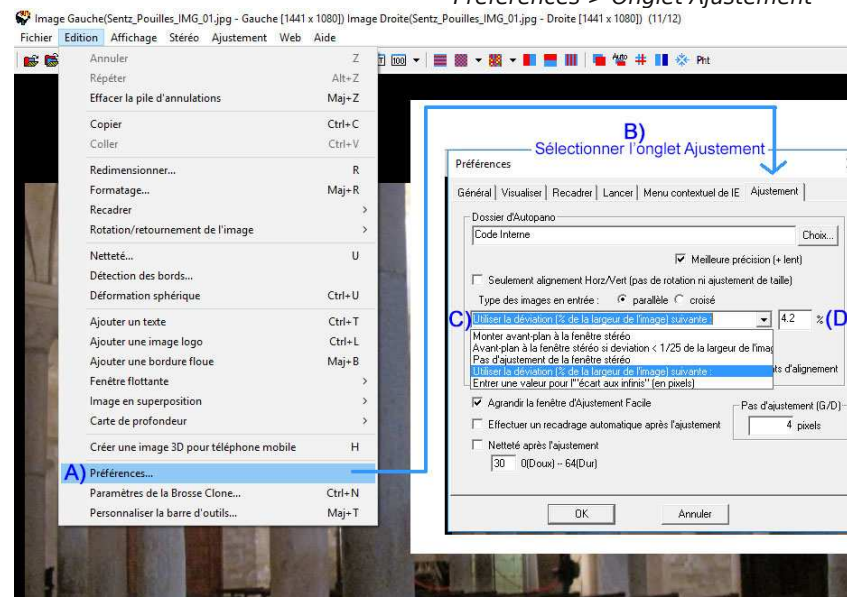 Préférences > Onglet Ajustement
Image Gauche(Sentz_Pouilles_IMG_01.jpg - Gauche [1441 x 1080]) Image Droite(Sentz_Pouilles_IMG_01.jpg - Droite [1441 x 1080]) (11/12)
Fichier Edition Affichage Stéréo Ajustement Web Aide
100 Auto Pht
Annuler Z
Répéter Alt+Z
Effacer la pile d'annulations Maj+Z
Copier Ctrl+C
Coller Ctrl+V
Redimensionner... R
Formatage... Maj+R
Recadrer >
Rotation/retournement de l'image >
Netteté... U
Détection des bords...
Déformation sphérique Ctrl+U
Ajouter un texte Ctrl+T
Ajouter une image logo Ctrl+L
Ajouter une bordure floue Maj+B
Fenêtre flottante >
Image en superposition >
Carte de profondeur >
Créer une image 3D pour téléphone mobile H
A) Préférences...
Paramètres de la Brosse Clone... Ctrl+N
Personnaliser la barre d'outils... Maj+T
B)
Sélectionner l'onglet Ajustement
Préférences
Général Visualiser Recadrer Lancer Menu contextuel de IE Ajustement
Dossier d'Autopano
Code Interne Choix...
Meilleure précision (+ lent)
Seulement alignement Horz/Vert (pas de rotation ni ajustement de taille)
Type des images en entrée : parallèle croisé
C) Utiliser la déviation (% de la largeur de l'image) suivante : 4.2 % (D
Monter avant-plan à la fenêtre stéréo
Avant-plan à la fenêtre stéréo si deviation < 1/25 de la largeur de l'imag
Pas d'ajustement de la fenêtre stéréo
Utiliser la déviation (% de la largeur de l'image) suivante : ts d'alignement
Entrer une valeur pour l'"écart aux infinis" (en pixels)
Agrandir la fenêtre d'Ajustement Facile
Pas d'ajustement (G/D)
Effectuer un recadrage automatique après l'ajustement 4 pixels
Netteté après l'ajustement
30 0(Doux) -- 64(Dur)
OK Annuler